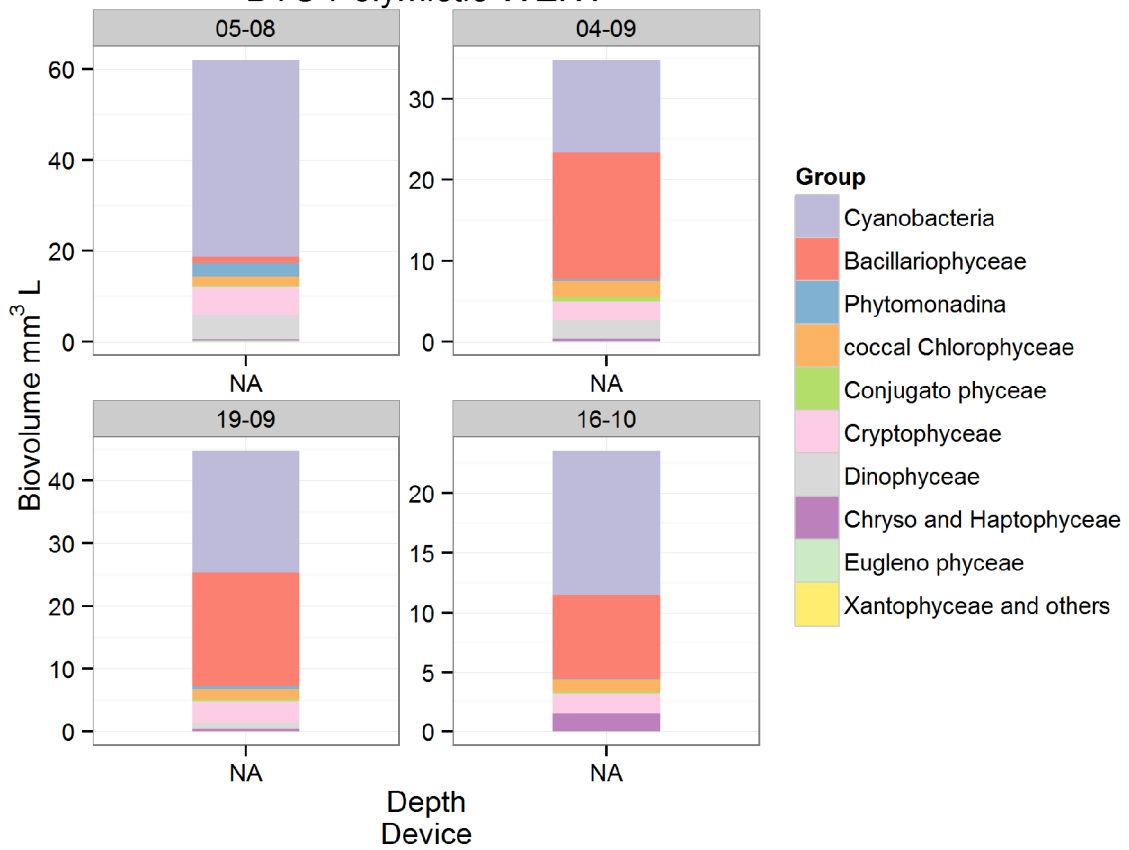 05-08
04-09
60
40
20
0
30
20
10
0
NA
NA
Biovolume mm³ L
19-09
16-10
40
30
20
10
0
20
15
10
5
0
NA
NA
Depth
Device
Group
Cyanobacteria
Bacillariophyceae
Phytomonadina
coccal Chlorophyceae
Conjugato phyceae
Cryptophyceae
Dinophyceae
Chryso and Haptophyceae
Eugleno phyceae
Xantophyceae and others